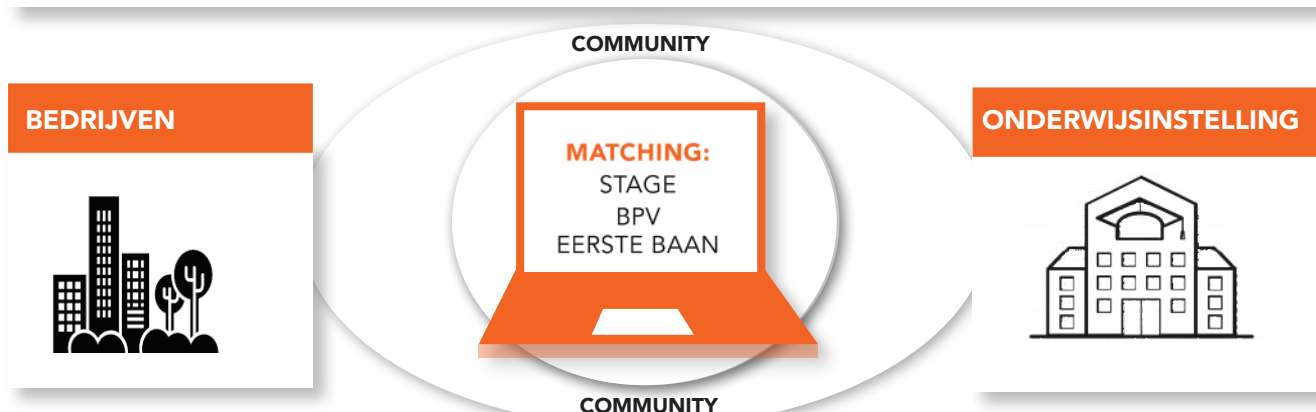 COMMUNITY
BEDRIJVEN
ONDERWIJSINSTELLING
MATCHING:
STAGE
BPV
EERSTE BAAN
COMMUNITY